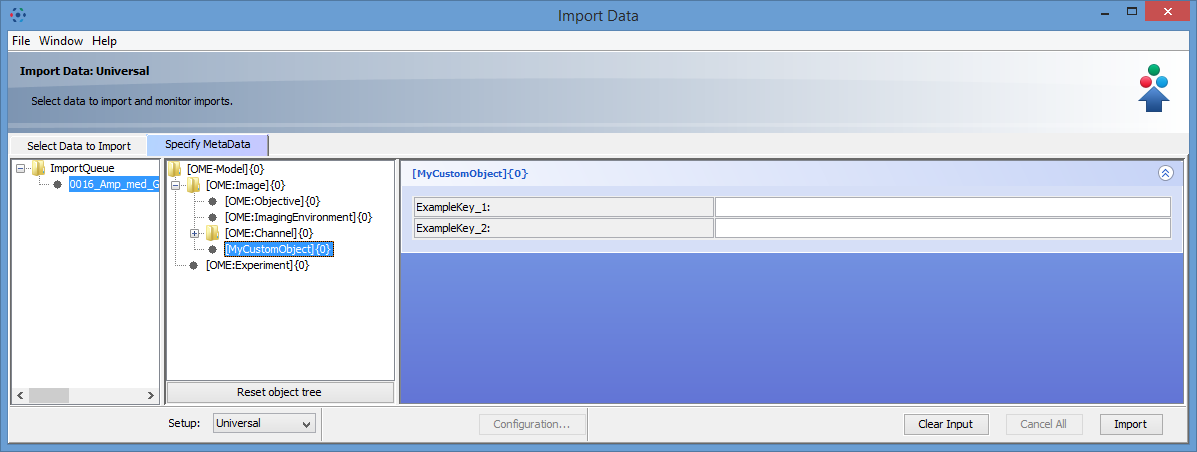 Import Data
File Window Help
Import Data: Universal
Select data to import and monitor imports.
Select Data to Import
Specify MetaData
ImportQueue
0016_Amp_med_G
[OME-Model]{0}
[OME:Image]{0}
[OME:Objective]{0}
[OME:ImagingEnvironment]{0}
[OME:Channel]{0}
[MyCustomObject]{0}
[OME:Experiment]{0}
Reset object tree
[MyCustomObject]{0}
ExampleKey_1:
ExampleKey_2:
Setup: Universal Configuration... Clear Input Cancel All Import